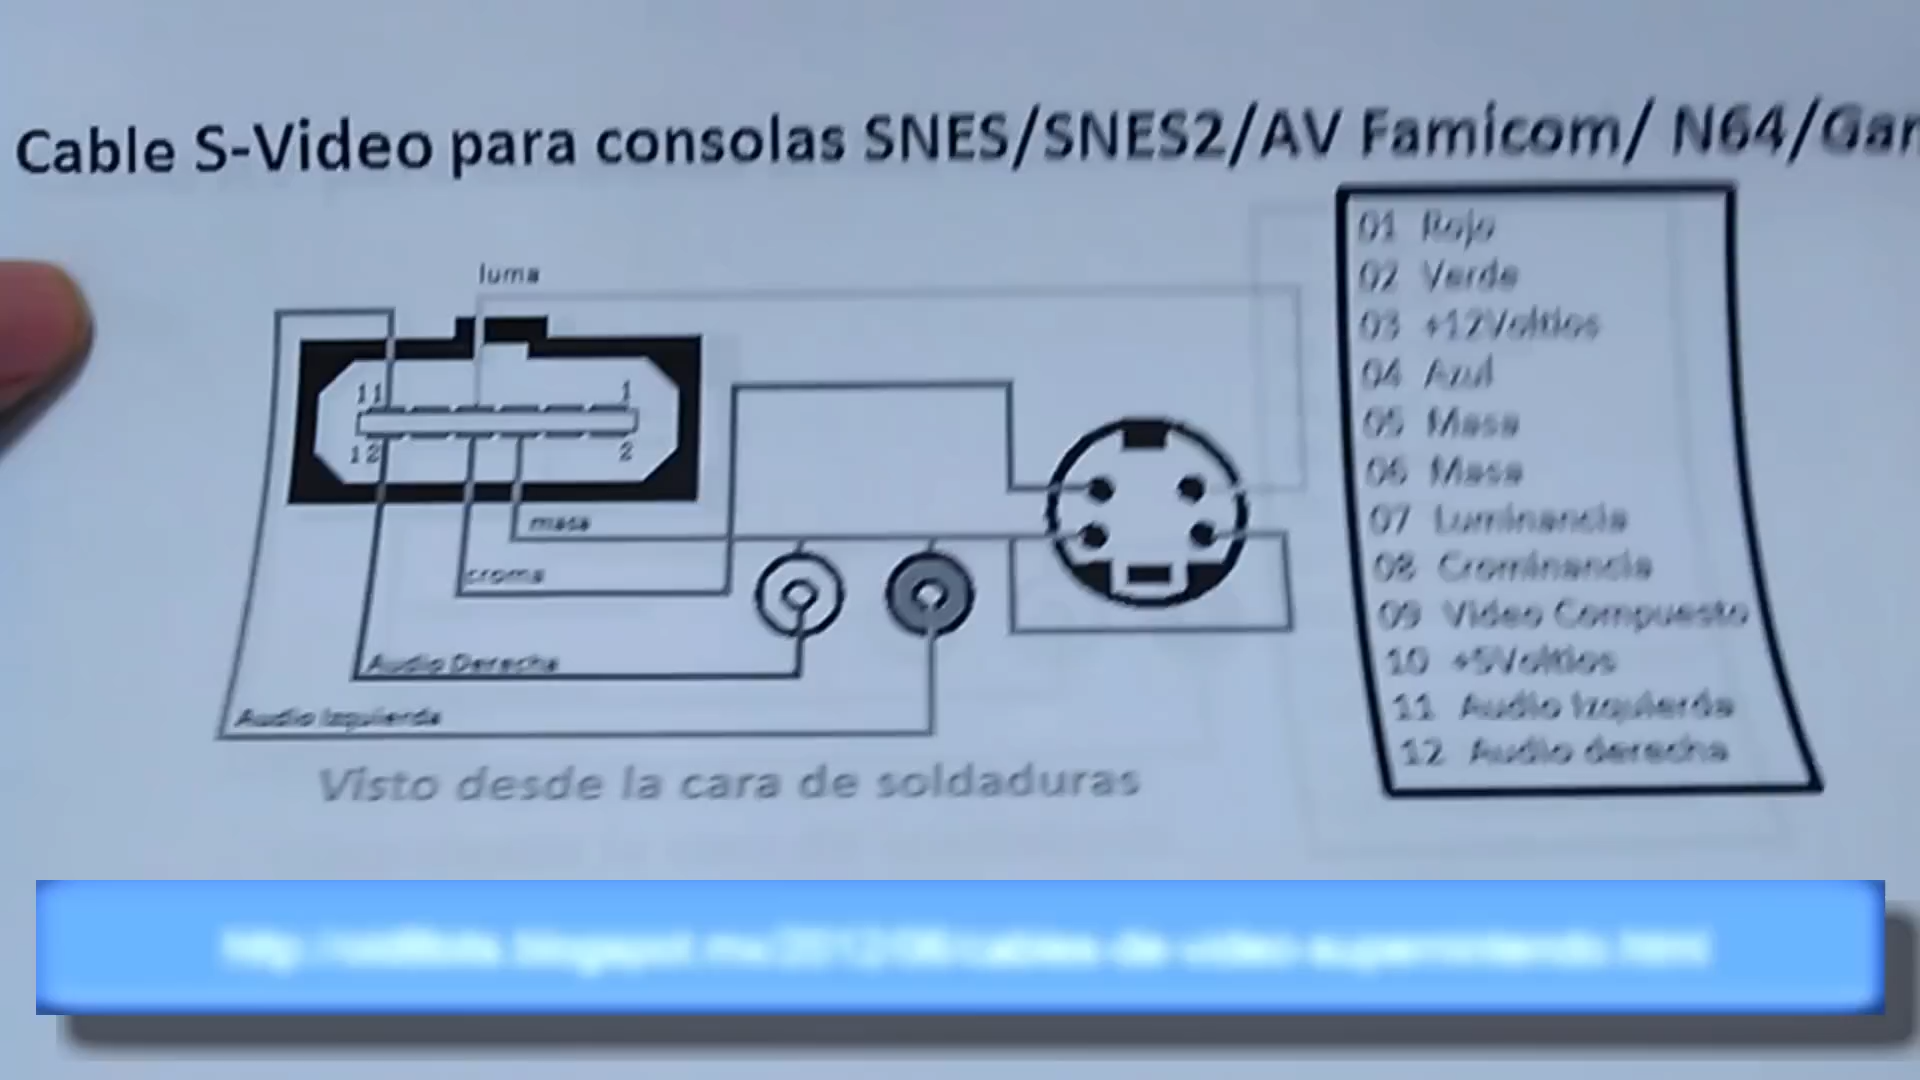 Cable S-Video para consolas SNES/SNES2/AV Famicom/ N64/Gam
luma
11
1
12
2
masa
croma
Audio Derecha
Audio Izquierda
Visto desde la cara de soldaduras
01 Rojo
02 Verde
03 +12Voltios
04 Azul
05 Masa
06 Masa
07 Luminancia
08 Crominancia
09 Video Compuesto
10 +5Voltios
11 Audio Izquierda
12 Audio derecha